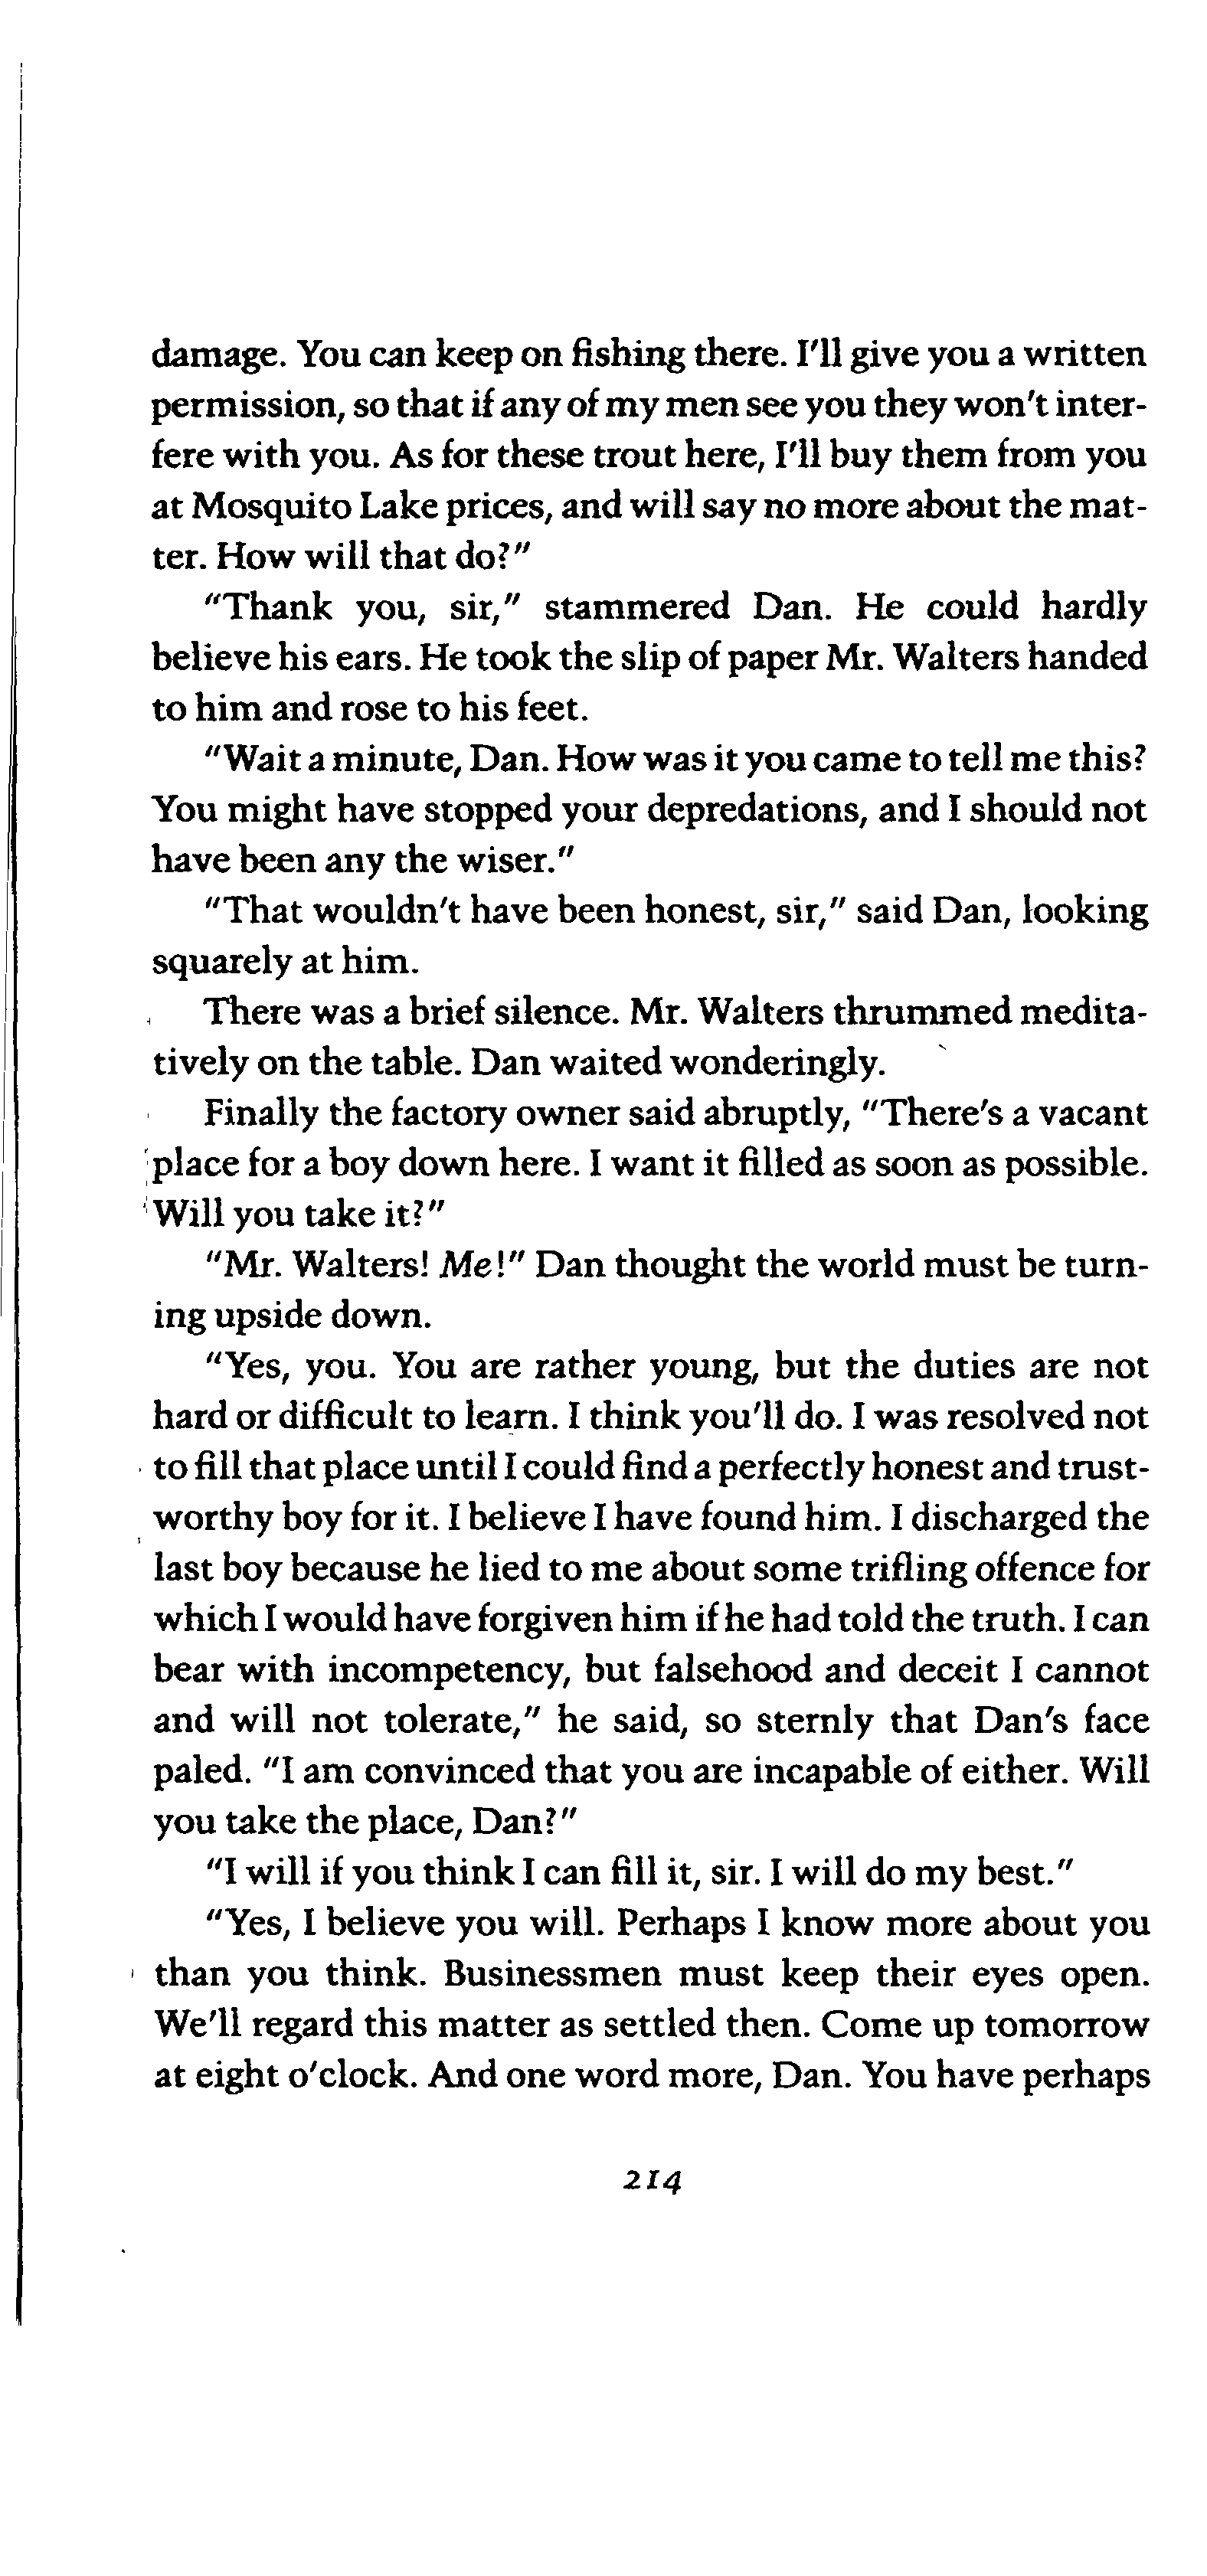 damage. You can keep on fishing there. I'll give you a written
permission, so that if any of my men see you they won't inter-
fere with you. As for these trout here, I'll buy them from you
at Mosquito Lake prices, and will say no more about the mat-
ter. How will that do?"
"Thank you, sir," stammered Dan. He could hardly
believe his ears. He took the slip of paper Mr. Walters handed
to him and rose to his feet.
"Wait a minute, Dan. How was it you came to tell me this?
You might have stopped your depredations, and I should not
have been any the wiser."
"That wouldn't have been honest, sir," said Dan, looking
squarely at him.
There was a brief silence. Mr. Walters thrummed medita-
tively on the table. Dan waited wonderingly.
Finally the factory owner said abruptly, "There's a vacant
place for a boy down here. I want it filled as soon as possible.
Will you take it?"
"Mr. Walters! Me!" Dan thought the world must be turn-
ing upside down.
"Yes, you. You are rather young, but the duties are not
hard or difficult to learn. I think you'll do. I was resolved not
to fill that place until I could find a perfectly honest and trust-
worthy boy for it. I believe I have found him. I discharged the
last boy because he lied to me about some trifling offence for
which I would have forgiven him if he had told the truth. I can
bear with incompetency, but falsehood and deceit I cannot
and will not tolerate," he said, so sternly that Dan's face
paled. "I am convinced that you are incapable of either. Will
you take the place, Dan?"
"I will if you think I can fill it, sir. I will do my best."
"Yes, I believe you will. Perhaps I know more about you
than you think. Businessmen must keep their eyes open.
We'll regard this matter as settled then. Come up tomorrow
at eight o'clock. And one word more, Dan. You have perhaps
214